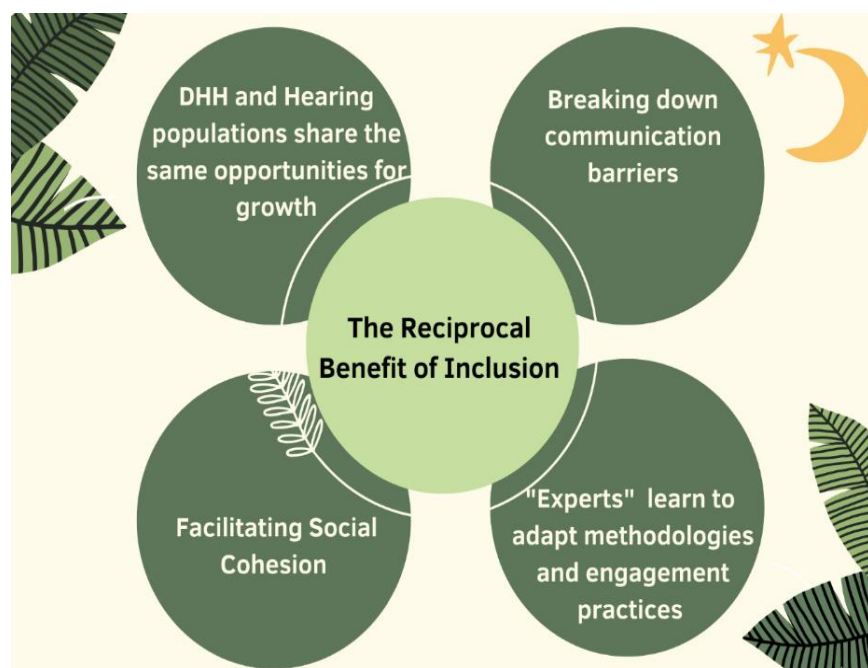 DHH and Hearing
populations share the
same opportunities for
growth
Breaking down
communication
barriers
The Reciprocal
Benefit of Inclusion
Facilitating Social
Cohesion
"Experts" learn to
adapt methodologies
and engagement
practices